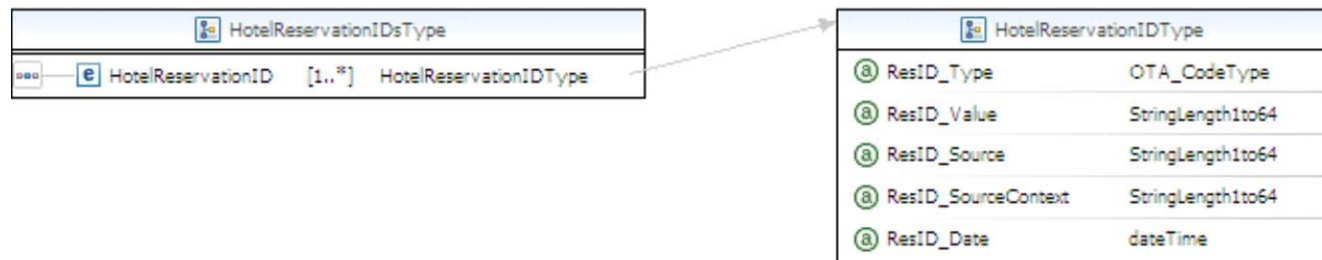 HotelReservationIDsType
e HotelReservationID [1..*] HotelReservationIDType
HotelReservationIDType
a ResID_Type OTA_CodeType
a ResID_Value StringLength1to64
a ResID_Source StringLength1to64
a ResID_SourceContext StringLength1to64
a ResID_Date dateTime